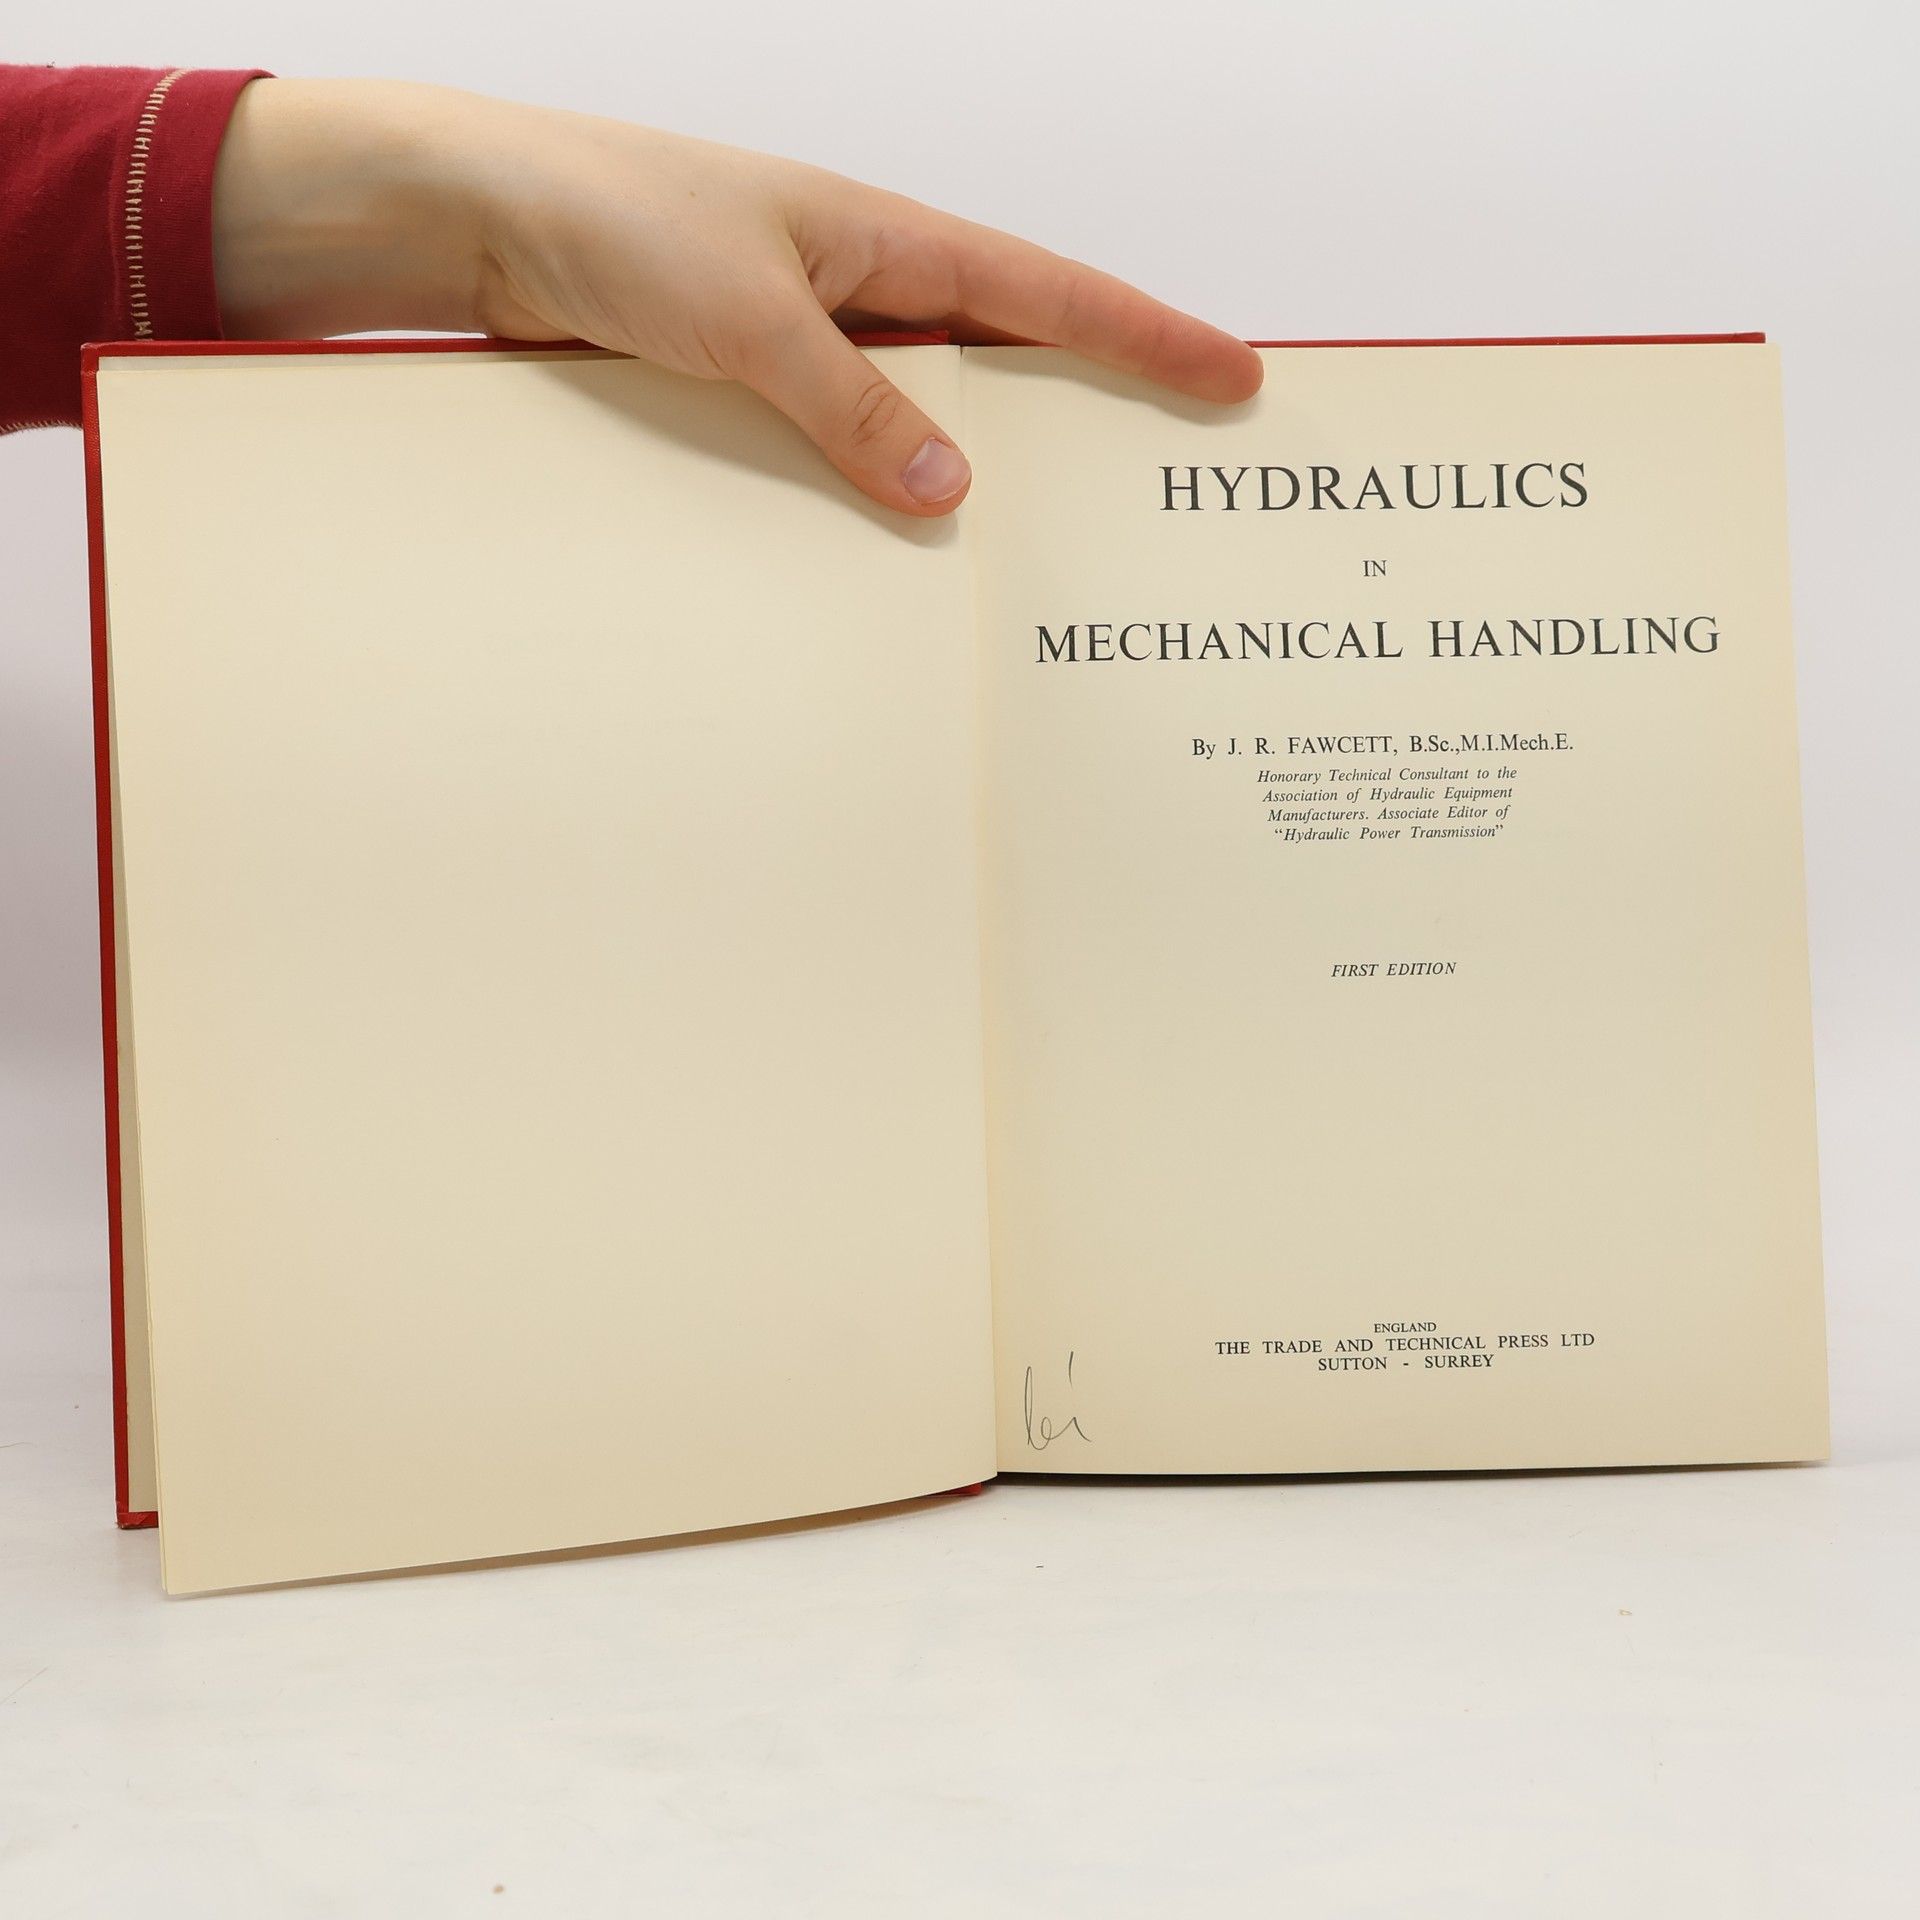 HYDRAULICS
IN
MECHANICAL HANDLING
By J. R. FAWCETT, B.Sc.,M.I.Mech.E.
Honorary Technical Consultant to the
Association of Hydraulic Equipment
Manufacturers. Associate Editor of
“Hydraulic Power Transmission”
FIRST EDITION
ENGLAND
THE TRADE AND TECHNICAL PRESS LTD
SUTTON - SURREY